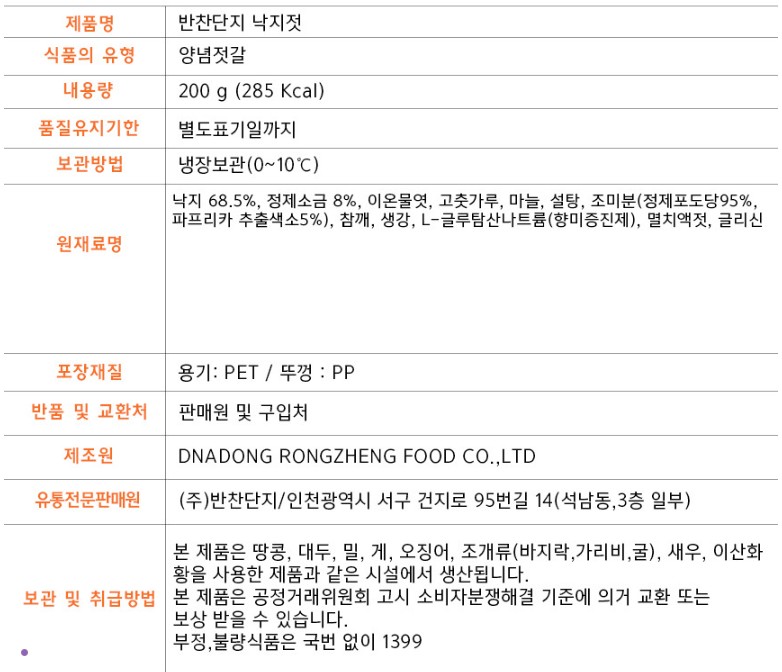 제품명 반찬단지 낙지젓
식품의 유형 양념젓갈
내용량 200 g (285 Kcal)
품질유지기한 별도표기일까지
보관방법 냉장보관(0~10℃)
원재료명 낙지 68.5%, 정제소금 8%, 이온물엿, 고춧가루, 마늘, 설탕, 조미분(정제포도당95%,
파프리카 추출색소5%), 참깨, 생강, L-글루탐산나트륨(향미증진제), 멸치액젓, 글리신
포장재질 용기: PET / 뚜껑 : PP
반품 및 교환처 판매원 및 구입처
제조원 DNADONG RONGZHENG FOOD CO.,LTD
유통전문판매원 (주)반찬단지/인천광역시 서구 건지로 95번길 14(석남동,3층 일부)
보관 및 취급방법 본 제품은 땅콩, 대두, 밀, 게, 오징어, 조개류(바지락,가리비,굴), 새우, 이산화
황을 사용한 제품과 같은 시설에서 생산됩니다.
본 제품은 공정거래위원회 고시 소비자분쟁해결 기준에 의거 교환 또는
보상 받을 수 있습니다.
부정,불량식품은 국번 없이 1399